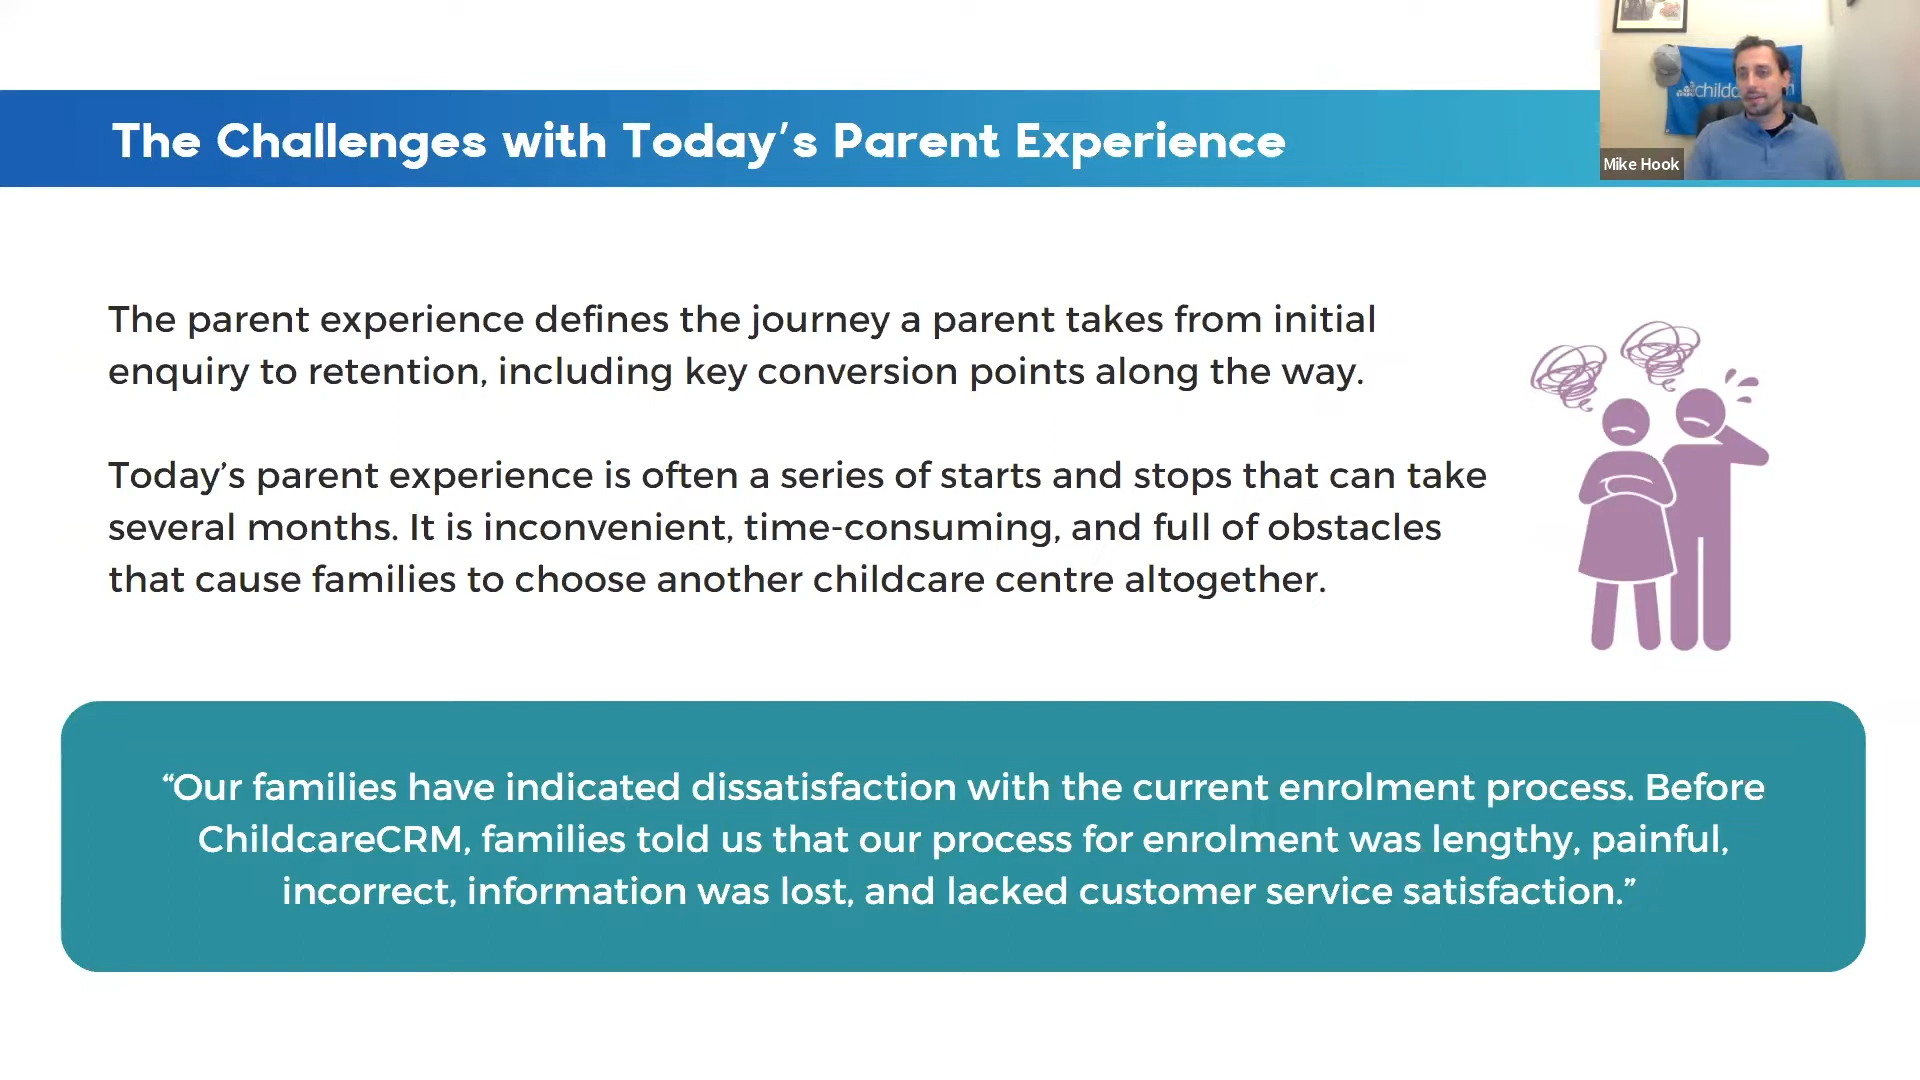 The Challenges with Today's Parent Experience
Mike Hook
The parent experience defines the journey a parent takes from initial
enquiry to retention, including key conversion points along the way.
Today's parent experience is often a series of starts and stops that can take
several months. It is inconvenient, time-consuming, and full of obstacles
that cause families to choose another childcare centre altogether.
“Our families have indicated dissatisfaction with the current enrolment process. Before
ChildcareCRM, families told us that our process for enrolment was lengthy, painful,
incorrect, information was lost, and lacked customer service satisfaction.”